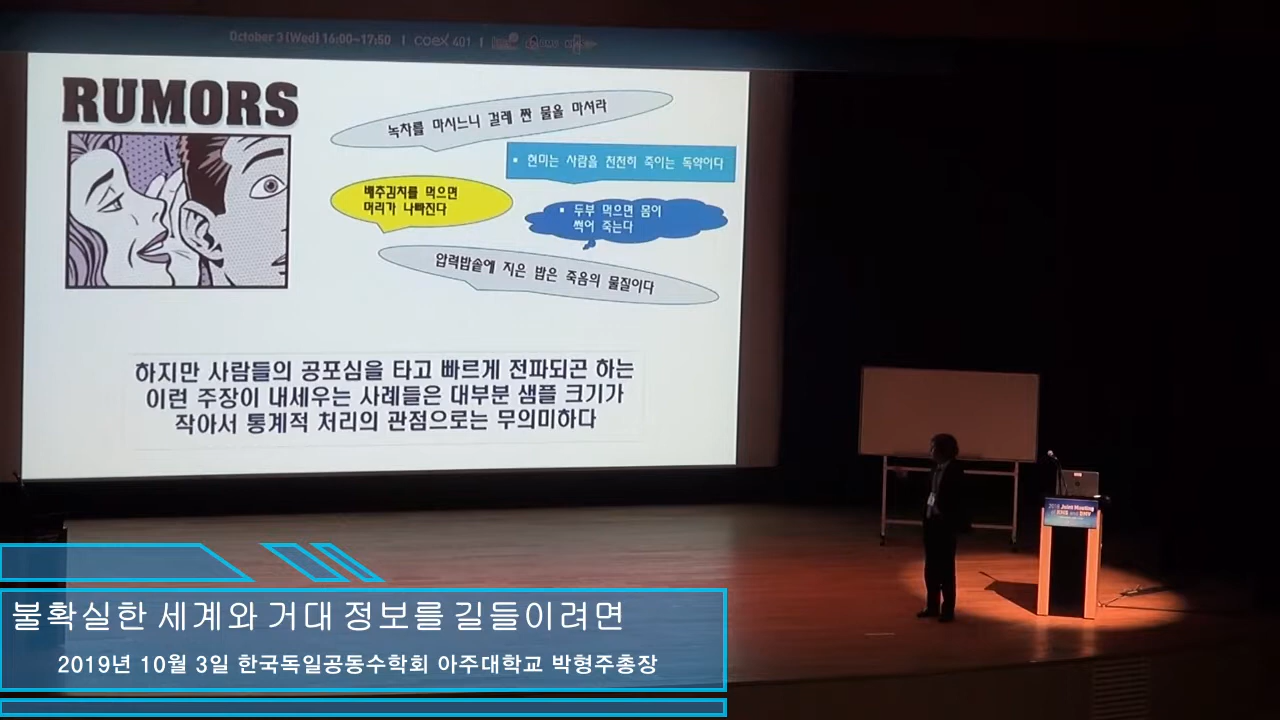 October 3 (Wed) 16:00~17:50 | coex 401 |
RUMORS
녹차를 마시느니 걸레 짠 물을 마셔라
▪ 현미는 사람을 천천히 죽이는 독약이다
배추김치를 먹으면
머리가 나빠진다
▪ 두부 먹으면 몸이
썩어 죽는다
압력밥솥에 지은 밥은 죽음의 물질이다
하지만 사람들의 공포심을 타고 빠르게 전파되곤 하는
이런 주장이 내세우는 사례들은 대부분 샘플 크기가
작아서 통계적 처리의 관점으로는 무의미하다
Joint Meeting
불확실한 세계와 거대 정보를 길들이려면
2019년 10월 3일 한국독일공동수학회 아주대학교 박형주총장